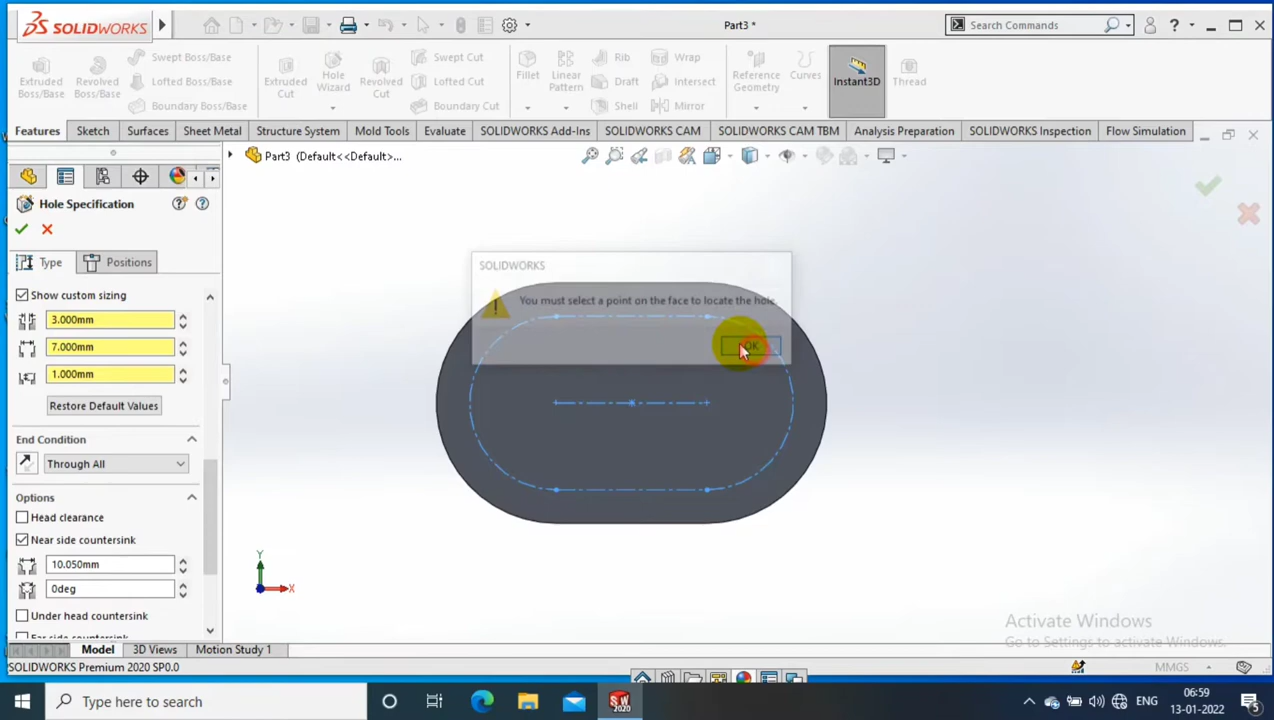 SOLIDWORKS
Part3 *
Search Commands
Extruded Boss/Base
Revolved Boss/Base
Swept Boss/Base
Lofted Boss/Base
Boundary Boss/Base
Extruded Cut
Hole Wizard
Revolved Cut
Swept Cut
Lofted Cut
Boundary Cut
Fillet
Linear Pattern
Rib
Draft
Shell
Wrap
Intersect
Mirror
Reference Geometry
Curves
Instant3D
Thread
Features
Sketch
Surfaces
Sheet Metal
Structure System
Mold Tools
Evaluate
SOLIDWORKS Add-Ins
SOLIDWORKS CAM
SOLIDWORKS CAM TBM
Analysis Preparation
SOLIDWORKS Inspection
Flow Simulation
Part3 (Default<<Default>...
Hole Specification
Type
Positions
Show custom sizing
3.000mm
7.000mm
1.000mm
Restore Default Values
End Condition
Through All
Options
Head clearance
Near side countersink
10.050mm
0deg
Under head countersink
Far side countersink
SOLIDWORKS
You must select a point on the face to locate the hole.
OK
Y
X
Activate Windows
Go to Settings to activate Windows.
Model
3D Views
Motion Study 1
SOLIDWORKS Premium 2020 SP0.0
MMGS
Type here to search
SW
2020
ENG
06:59
13-01-2022
5